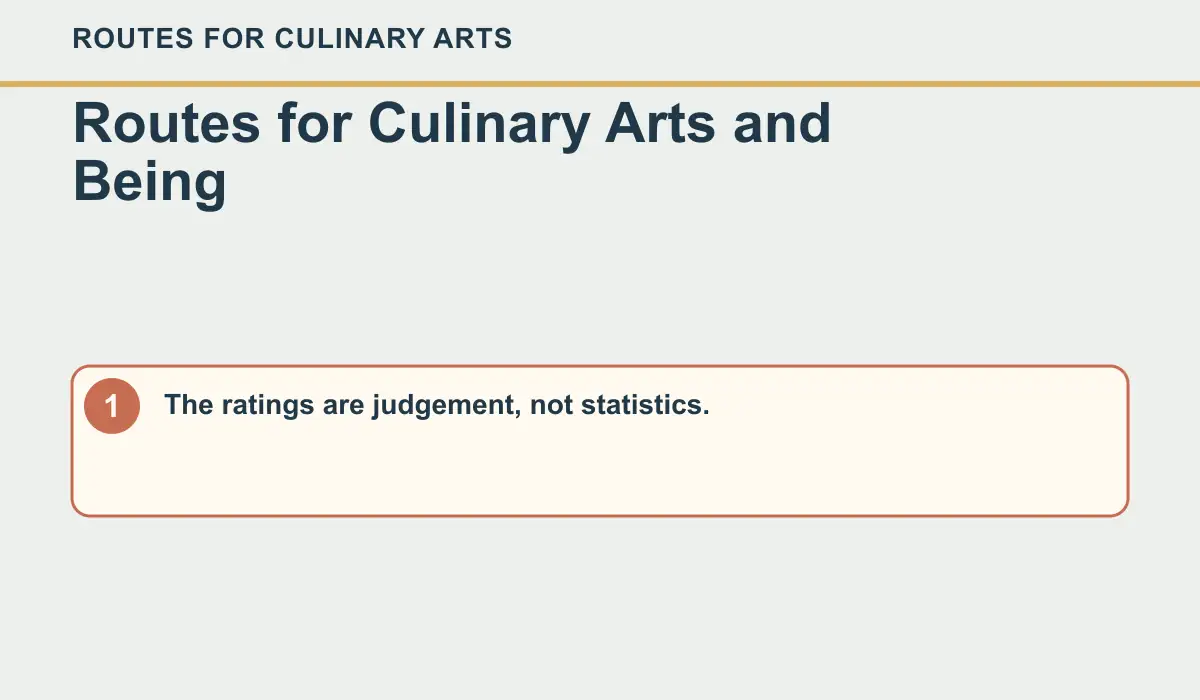 ROUTES FOR CULINARY ARTS
Routes for Culinary Arts and
Being
1
The ratings are judgement, not statistics.